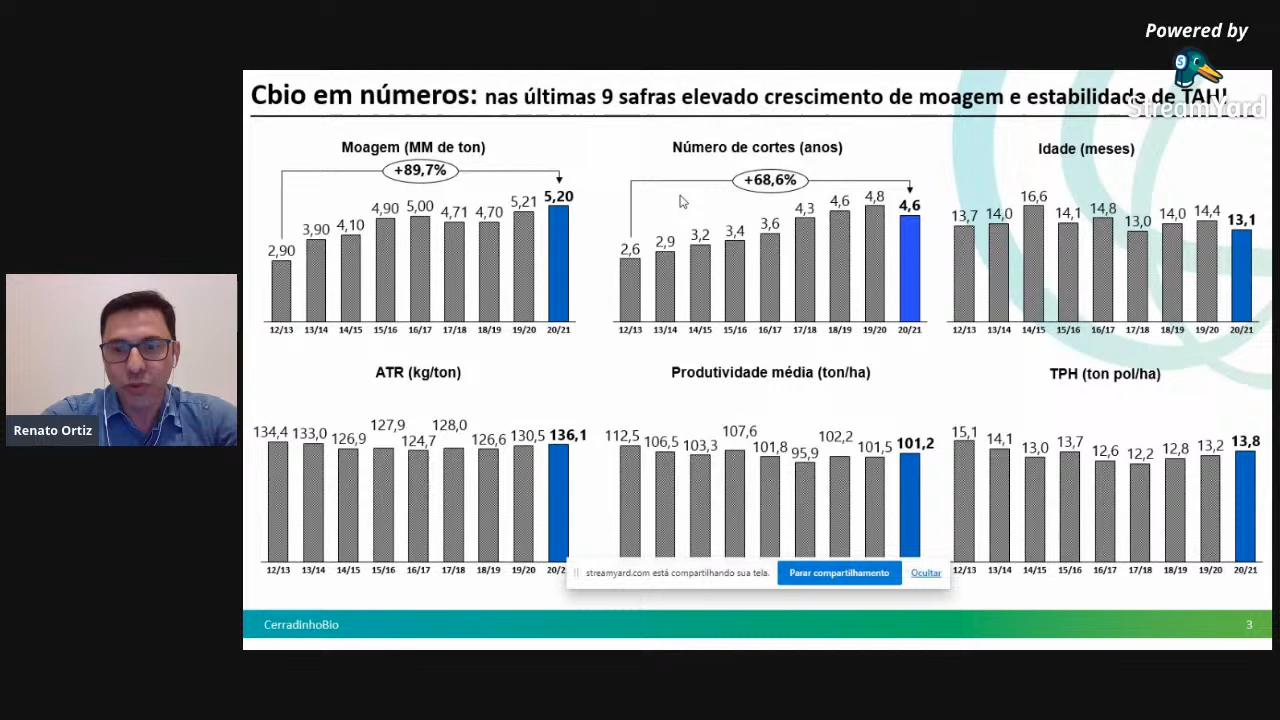 Powered by
StreamYard
Cbio em números: nas últimas 9 safras elevado crescimento de moagem e estabilidade de TAH!
Moagem (MM de ton)
+89,7%
2,90 3,90 4,10 4,90 5,00 4,71 4,70 5,21 5,20
12/13 13/14 14/15 15/16 16/17 17/18 18/19 19/20 20/21
Número de cortes (anos)
+68,6%
2,6 2,9 3,2 3,4 3,6 4,3 4,6 4,8 4,6
12/13 13/14 14/15 15/16 16/17 17/18 18/19 19/20 20/21
Idade (meses)
13,7 14,0 16,6 14,1 14,8 13,0 14,0 14,4 13,1
12/13 13/14 14/15 15/16 16/17 17/18 18/19 19/20 20/21
ATR (kg/ton)
134,4 133,0 126,9 127,9 124,7 128,0 126,6 130,5 136,1
12/13 13/14 14/15 15/16 16/17 17/18 18/19 19/20 20/2
Produtividade média (ton/ha)
112,5 106,5 103,3 107,6 101,8 95,9 102,2 101,5 101,2
TPH (ton pol/ha)
15,1 14,1 13,0 13,7 12,6 12,2 12,8 13,2 13,8
12/13 13/14 14/15 15/16 16/17 17/18 18/19 19/20 20/21
Renato Ortiz
streamyard.com está compartilhando sua tela.
Parar compartilhamento
Ocultar
CerradinhoBio
3